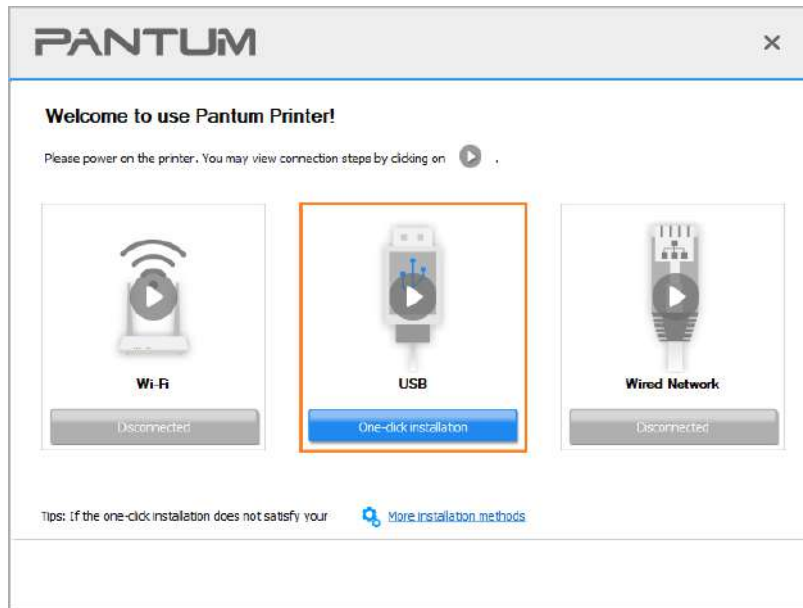 PANTUM
Welcome to use Pantum Printer!
Please power on the printer. You may view connection steps by clicking on .
Wi-Fi
USB
Wired Network
Disconnected
One-click installation
Disconnected
Tips: If the one-click installation does not satisfy your More installation methods